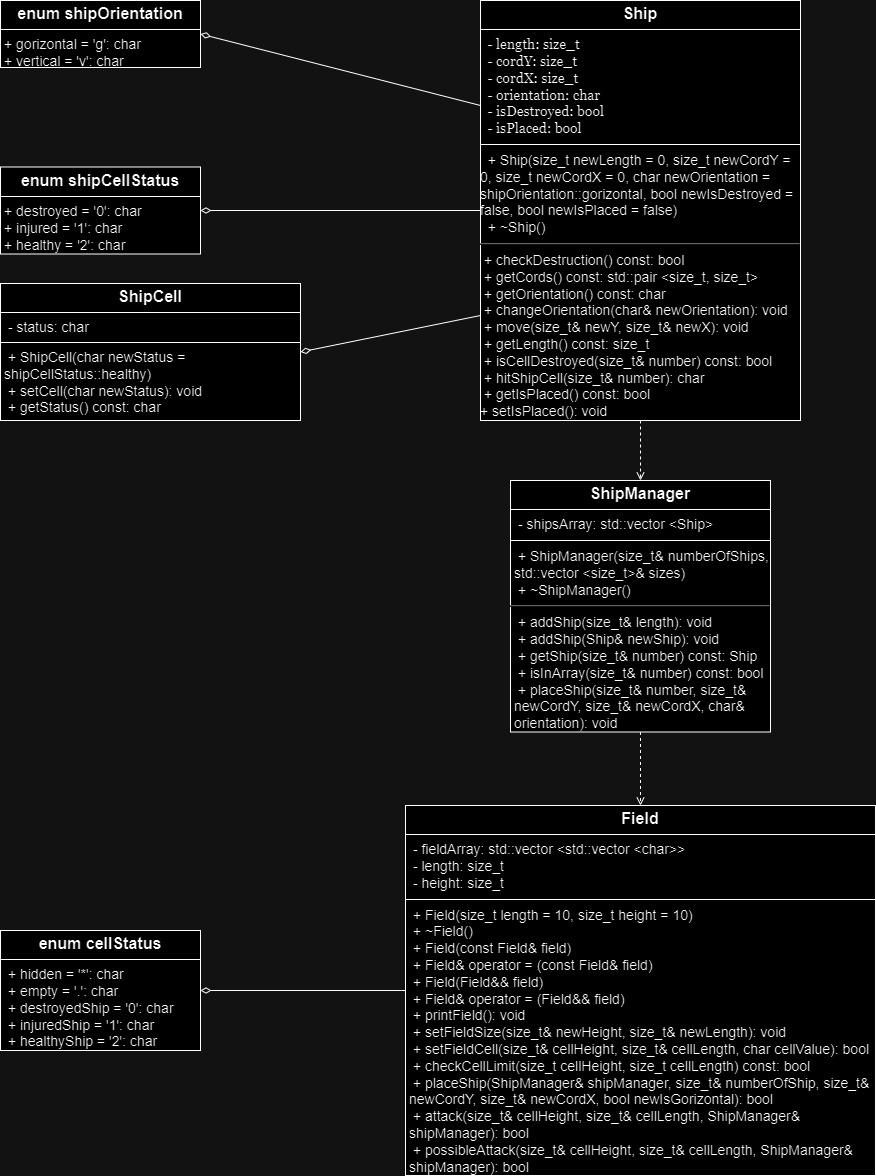 enum shipOrientation
+ gorizontal = 'g': char
+ vertical = 'v': char
Ship
- length: size_t
- cordY: size_t
- cordX: size_t
- orientation: char
- isDestroyed: bool
- isPlaced: bool
+ Ship(size_t newLength = 0, size_t newCordY =
0, size_t newCordX = 0, char newOrientation =
shipOrientation::gorizontal, bool newIsDestroyed =
false, bool newIsPlaced = false)
+ ~Ship()
+ checkDestruction() const: bool
+ getCords() const: std::pair <size_t, size_t>
+ getOrientation() const: char
+ changeOrientation(char& newOrientation): void
+ move(size_t& newY, size_t& newX): void
+ getLength() const: size_t
+ isCellDestroyed(size_t& number) const: bool
+ hitShipCell(size_t& number): char
+ getIsPlaced() const: bool
+ setIsPlaced(): void
enum shipCellStatus
+ destroyed = '0': char
+ injured = '1': char
+ healthy = '2': char
ShipCell
- status: char
+ ShipCell(char newStatus =
shipCellStatus::healthy)
+ setCell(char newStatus): void
+ getStatus() const: char
ShipManager
- shipsArray: std::vector <Ship>
+ ShipManager(size_t& numberOfShips,
std::vector <size_t>& sizes)
+ ~ShipManager()
+ addShip(size_t& length): void
+ addShip(Ship& newShip): void
+ getShip(size_t& number) const: Ship
+ isInArray(size_t& number) const: bool
+ placeShip(size_t& number, size_t&
newCordY, size_t& newCordX, char&
orientation): void
Field
- fieldArray: std::vector <std::vector <char>>
- length: size_t
- height: size_t
+ Field(size_t length = 10, size_t height = 10)
+ ~Field()
+ Field(const Field& field)
+ Field& operator = (const Field& field)
+ Field(Field&& field)
+ Field& operator = (Field&& field)
+ printField(): void
+ setFieldSize(size_t& newHeight, size_t& newLength): void
+ setFieldCell(size_t& cellHeight, size_t& cellLength, char cellValue): bool
+ checkCellLimit(size_t cellHeight, size_t cellLength) const: bool
+ placeShip(ShipManager& shipManager, size_t& numberOfShip, size_t&
newCordY, size_t& newCordX, bool newIsGorizontal): bool
+ attack(size_t& cellHeight, size_t& cellLength, ShipManager&
shipManager): bool
+ possibleAttack(size_t& cellHeight, size_t& cellLength, ShipManager&
shipManager): bool
enum cellStatus
+ hidden = '*': char
+ empty = '.': char
+ destroyedShip = '0': char
+ injuredShip = '1': char
+ healthyShip = '2': char